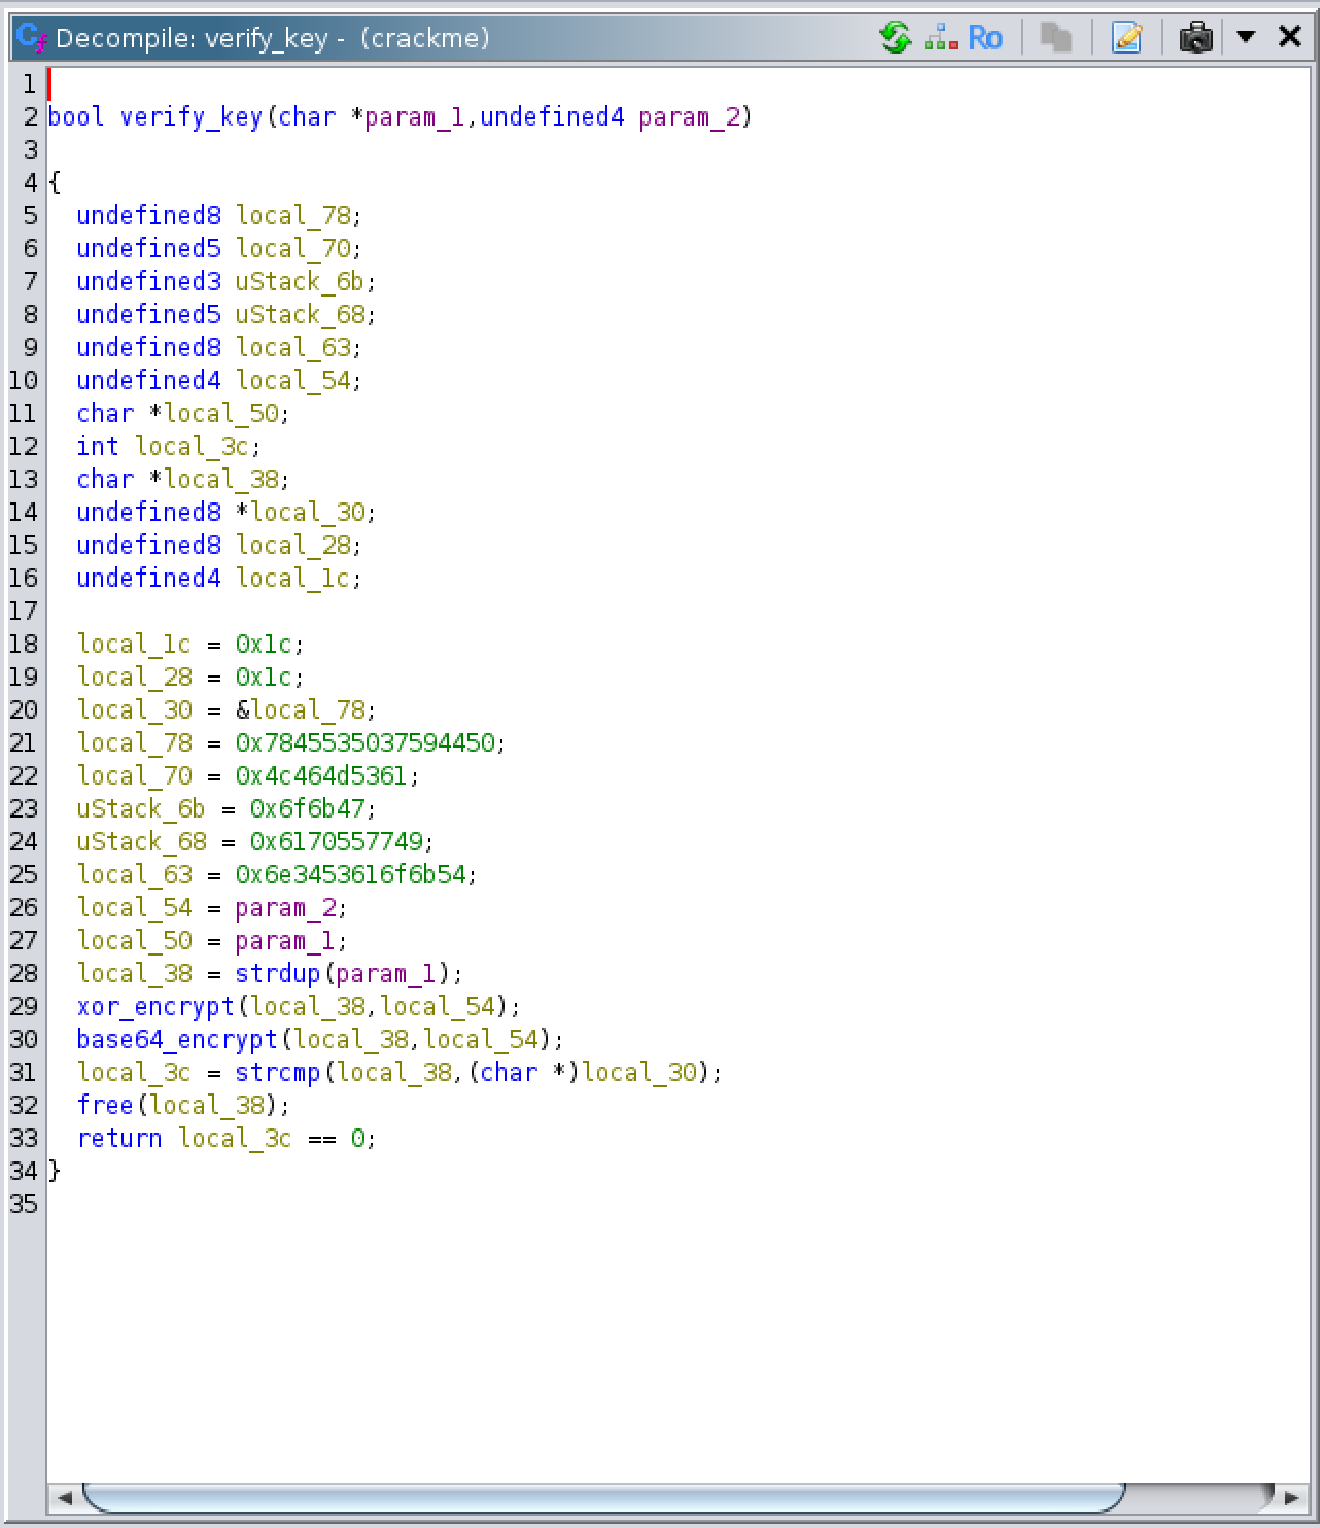 Decompile: verify_key - (crackme)
Ro
1
2 bool verify_key(char *param_1,undefined4 param_2)
3
4 {
5   undefined8 local_78;
6   undefined5 local_70;
7   undefined3 uStack_6b;
8   undefined5 uStack_68;
9   undefined8 local_63;
10   undefined4 local_54;
11   char *local_50;
12   int local_3c;
13   char *local_38;
14   undefined8 *local_30;
15   undefined8 local_28;
16   undefined4 local_1c;
17
18   local_1c = 0x1c;
19   local_28 = 0x1c;
20   local_30 = &local_78;
21   local_78 = 0x7845535037594450;
22   local_70 = 0x4c464d5361;
23   uStack_6b = 0x6f6b47;
24   uStack_68 = 0x6170557749;
25   local_63 = 0x6e3453616f6b54;
26   local_54 = param_2;
27   local_50 = param_1;
28   local_38 = strdup(param_1);
29   xor_encrypt(local_38,local_54);
30   base64_encrypt(local_38,local_54);
31   local_3c = strcmp(local_38,(char *)local_30);
32   free(local_38);
33   return local_3c == 0;
34 }
35